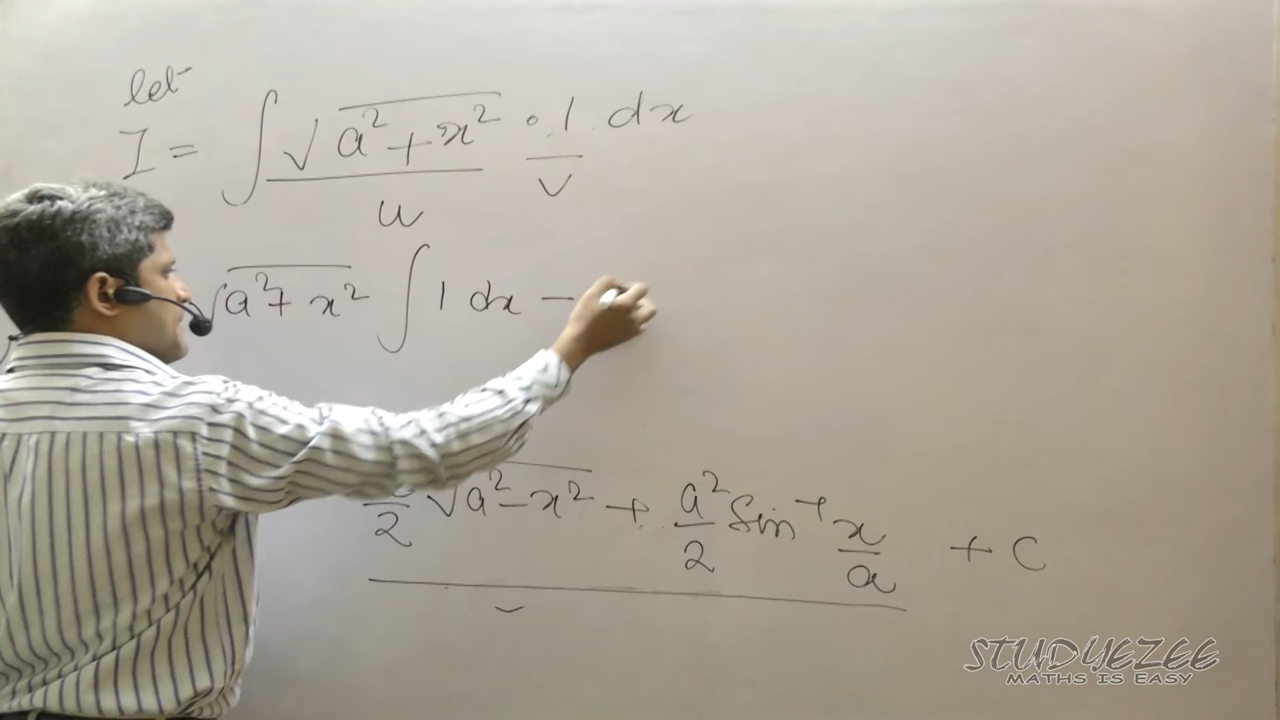 let
I = ∫ √(a² + x²) . 1 . dx
u v
√(a² + x²) ∫ 1 dx −
/2 √(a² − x²) + a²/2 Sin⁻¹ x/a + C
STUDYEZEE
MATHS IS EASY